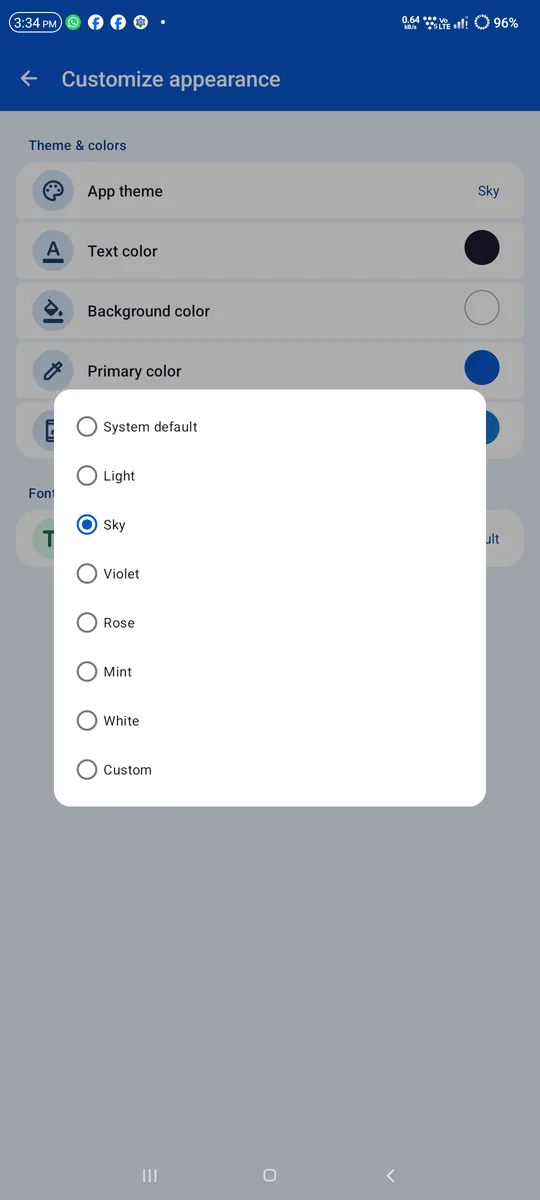 3:34 PM
0.64 kB/s
Vo LTE
96%
Customize appearance
Theme & colors
App theme
Sky
Text color
Background color
Primary color
System default
Light
Sky
Violet
Rose
Mint
White
Custom
Font
ult